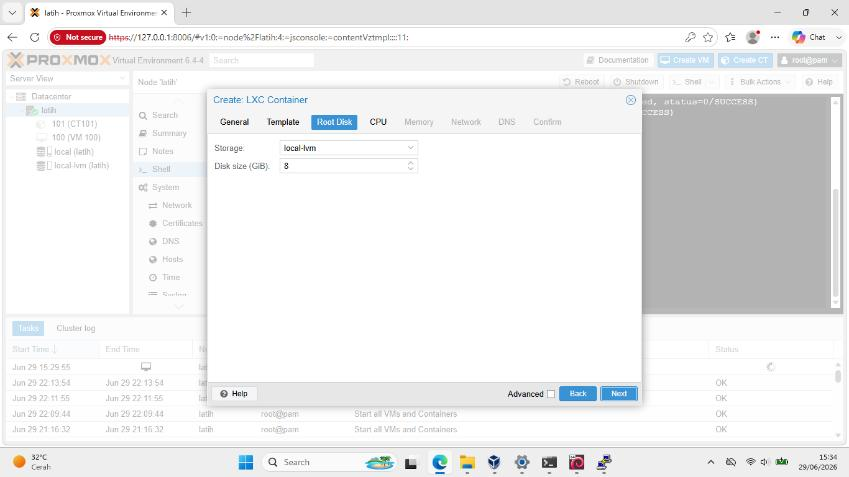 latih - Proxmox Virtual Environment
Not secure
https://127.0.0.1:8006/#v1:0:=node%2Flatih:4:=jsconsole:=contentVztmpl::::11:
Chat
PROXMOX Virtual Environment 6.4-4
Search
Documentation
Create VM
Create CT
root@pam
Server View
Node 'latih'
Reboot
Shutdown
Shell
Bulk Actions
Help
Datacenter
latih
101 (CT101)
100 (VM 100)
local (latih)
local-lvm (latih)
Search
Summary
Notes
Shell
System
Network
Certificates
DNS
Hosts
Time
ed, status=0/SUCCESS)
CCESS)
Create: LXC Container
General
Template
Root Disk
CPU
Memory
Network
DNS
Confirm
Storage:
local-lvm
Disk size (GiB):
8
Help
Advanced
Back
Next
Tasks
Cluster log
Start Time
End Time
Status
Jun 29 15:29:55
Jun 29 22:13:54
Jun 29 22:13:54
OK
Jun 29 22:11:55
Jun 29 22:11:55
OK
Jun 29 22:09:44
Jun 29 22:09:44
latih
root@pam
Start all VMs and Containers
OK
Jun 29 21:16:32
Jun 29 21:16:32
latih
root@pam
Start all VMs and Containers
OK
32°C
Cerah
Search
15:34
29/06/2026